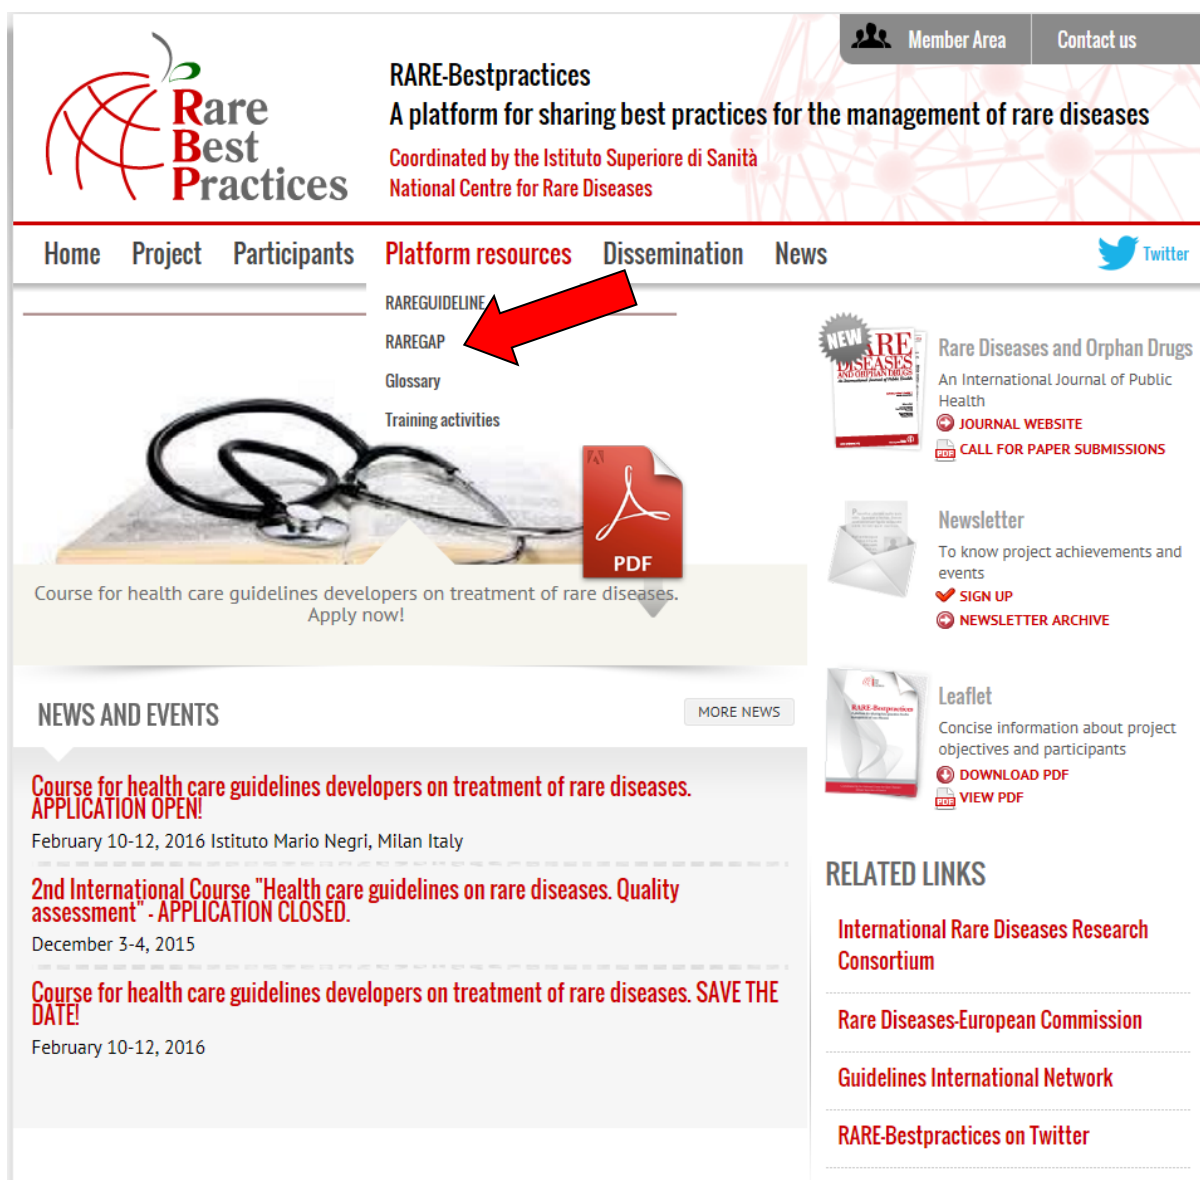 Member Area
Contact us
Rare
Best
Practices
RARE-Bestpractices
A platform for sharing best practices for the management of rare diseases
Coordinated by the Istituto Superiore di Sanità
National Centre for Rare Diseases
Home
Project
Participants
Platform resources
Dissemination
News
Twitter
RAREGUIDELINE
RAREGAP
Glossary
Training activities
PDF
Course for health care guidelines developers on treatment of rare diseases.
Apply now!
NEWS AND EVENTS
MORE NEWS
Course for health care guidelines developers on treatment of rare diseases.
APPLICATION OPEN!
February 10-12, 2016 Istituto Mario Negri, Milan Italy
2nd International Course "Health care guidelines on rare diseases. Quality
assessment" - APPLICATION CLOSED.
December 3-4, 2015
Course for health care guidelines developers on treatment of rare diseases. SAVE THE
DATE!
February 10-12, 2016
NEW
RARE
DISEASES
AND ORPHAN DRUGS
Rare Diseases and Orphan Drugs
An International Journal of Public
Health
JOURNAL WEBSITE
PDF
CALL FOR PAPER SUBMISSIONS
Newsletter
To know project achievements and
events
SIGN UP
NEWSLETTER ARCHIVE
RARE-Bestpractices
Leaflet
Concise information about project
objectives and participants
DOWNLOAD PDF
PDF
VIEW PDF
RELATED LINKS
International Rare Diseases Research
Consortium
Rare Diseases-European Commission
Guidelines International Network
RARE-Bestpractices on Twitter